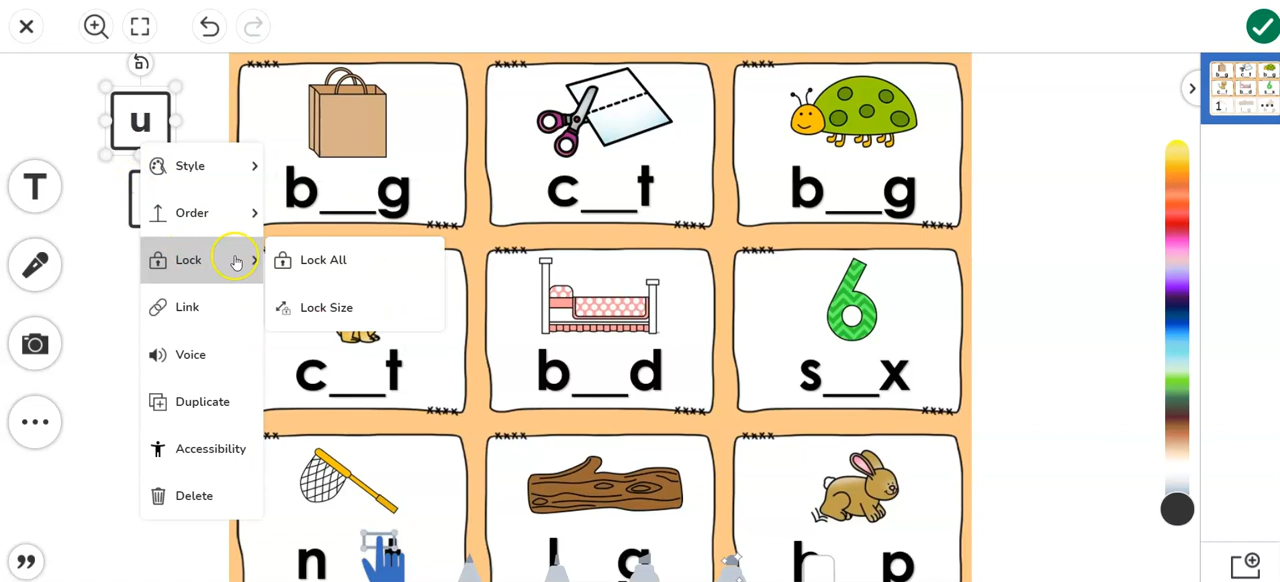 u
T
Style
Order
Lock
Link
Voice
Duplicate
Accessibility
Delete
Lock All
Lock Size
b__g
c__t
b__g
c__t
b__d
s__x
n
l g
h p
1